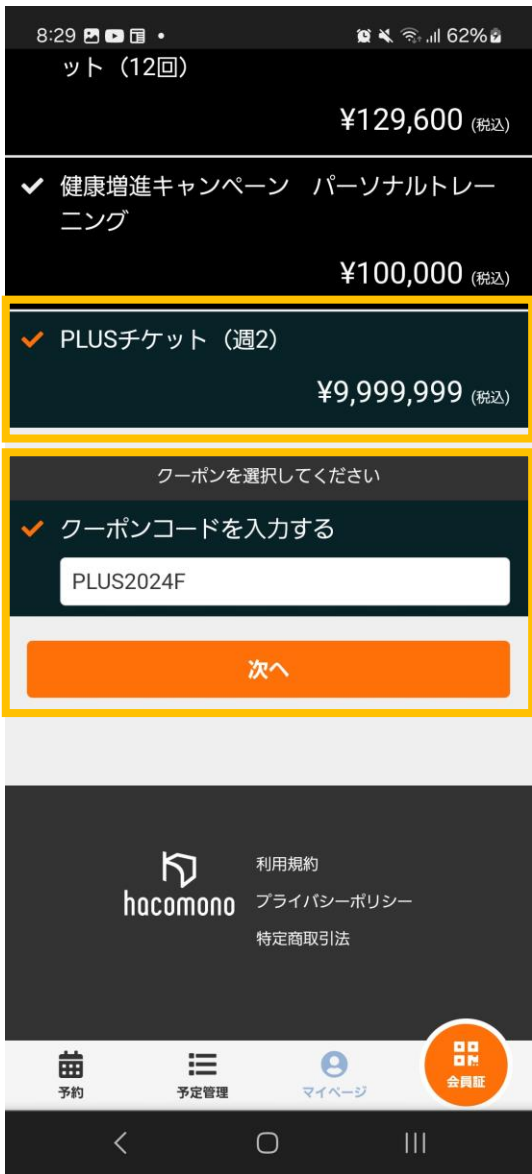 8:29
62%
ット（12回）
¥129,600 (税込)
健康増進キャンペーン　パーソナルトレー
ニング
¥100,000 (税込)
PLUSチケット（週2）
¥9,999,999 (税込)
クーポンを選択してください
クーポンコードを入力する
PLUS2024F
次へ
利用規約
hacomono
プライバシーポリシー
特定商取引法
予約
予定管理
マイページ
会員証